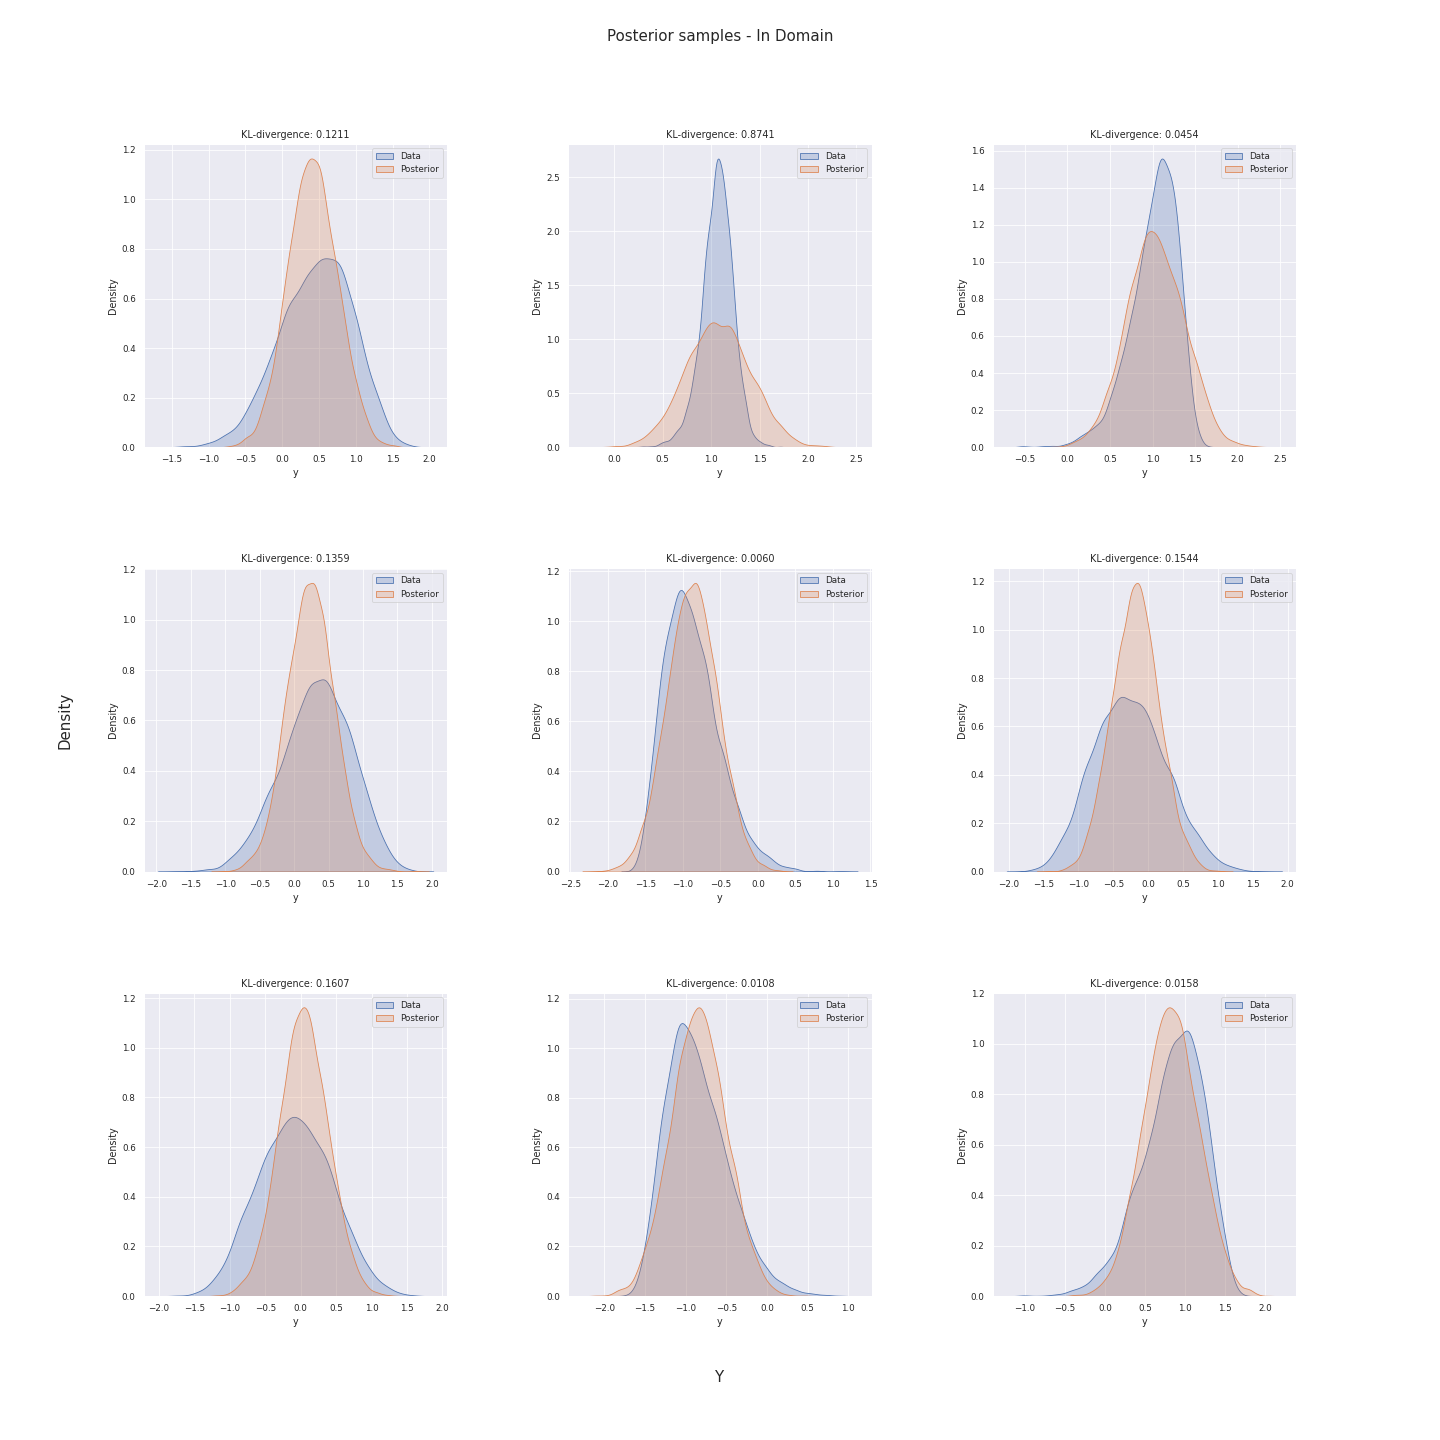 Posterior samples - In Domain
KL-divergence: 0.1211
1.2
1.0
0.8
0.6
0.4
0.2
0.0
Density
Data
Posterior
−1.5 −1.0 −0.5 0.0 0.5 1.0 1.5 2.0
y
KL-divergence: 0.8741
2.5
2.0
1.5
1.0
0.5
0.0
Density
Data
Posterior
0.0 0.5 1.0 1.5 2.0 2.5
y
KL-divergence: 0.0454
1.6
1.4
1.2
1.0
0.8
0.6
0.4
0.2
0.0
Density
Data
Posterior
−0.5 0.0 0.5 1.0 1.5 2.0 2.5
y
Density
KL-divergence: 0.1359
1.2
1.0
0.8
0.6
0.4
0.2
0.0
Density
Data
Posterior
−2.0 −1.5 −1.0 −0.5 0.0 0.5 1.0 1.5 2.0
y
KL-divergence: 0.0060
1.2
1.0
0.8
0.6
0.4
0.2
0.0
Density
Data
Posterior
−2.5 −2.0 −1.5 −1.0 −0.5 0.0 0.5 1.0 1.5
y
KL-divergence: 0.1544
1.2
1.0
0.8
0.6
0.4
0.2
0.0
Density
Data
Posterior
−2.0 −1.5 −1.0 −0.5 0.0 0.5 1.0 1.5 2.0
y
KL-divergence: 0.1607
1.2
1.0
0.8
0.6
0.4
0.2
0.0
Density
Data
Posterior
−2.0 −1.5 −1.0 −0.5 0.0 0.5 1.0 1.5 2.0
y
KL-divergence: 0.0108
1.2
1.0
0.8
0.6
0.4
0.2
0.0
Density
Data
Posterior
−2.0 −1.5 −1.0 −0.5 0.0 0.5 1.0
y
KL-divergence: 0.0158
1.2
1.0
0.8
0.6
0.4
0.2
0.0
Density
Data
Posterior
−1.0 −0.5 0.0 0.5 1.0 1.5 2.0
y
Y